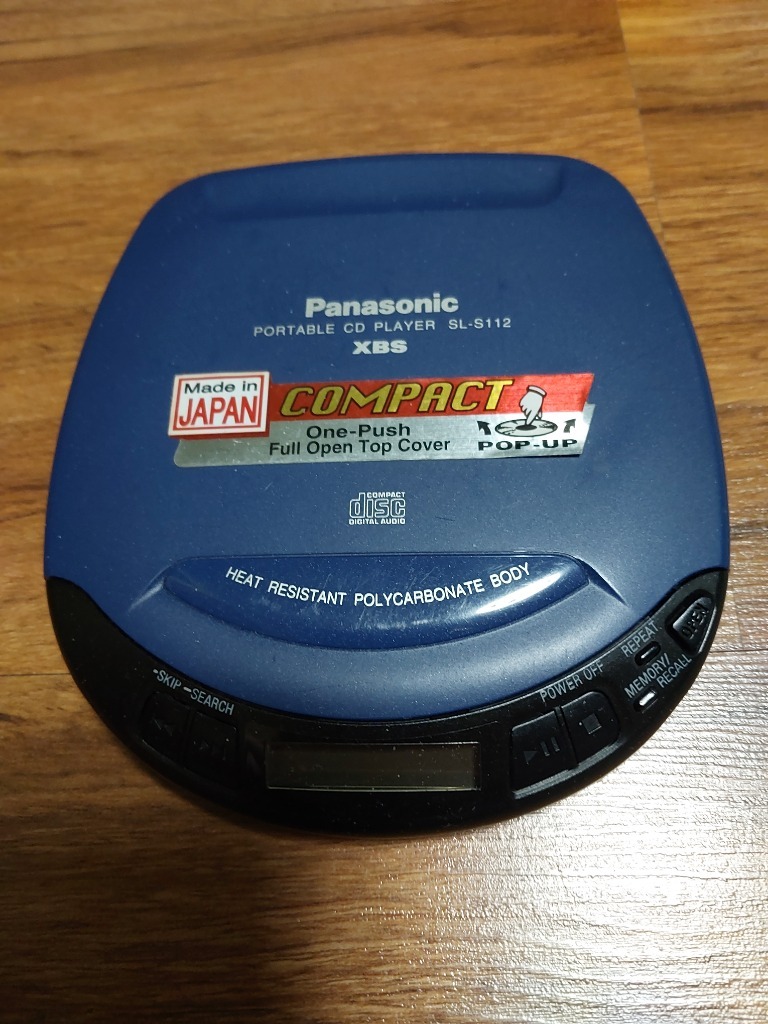 Panasonic
PORTABLE CD PLAYER SL-S112
XBS
Made in
JAPAN
COMPACT
One-Push
Full Open Top Cover
POP-UP
COMPACT
disc
DIGITAL AUDIO
HEAT RESISTANT POLYCARBONATE BODY
OPEN
REPEAT
MEMORY/
RECALL
•SKIP –SEARCH
POWER OFF